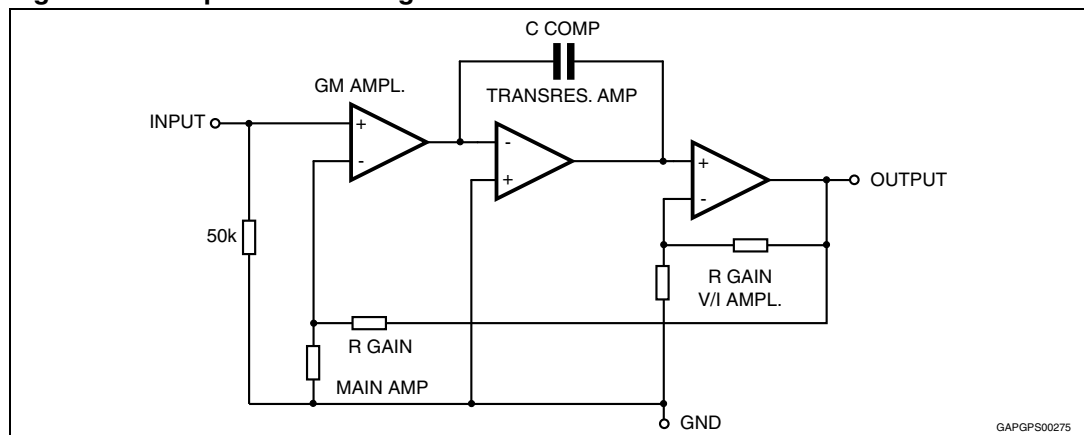 C COMP
GM AMPL.
TRANSRES. AMP
INPUT
+
-
-
+
+
-
OUTPUT
50k
R GAIN
V/I AMPL.
R GAIN
MAIN AMP
GND
GAPGPS00275